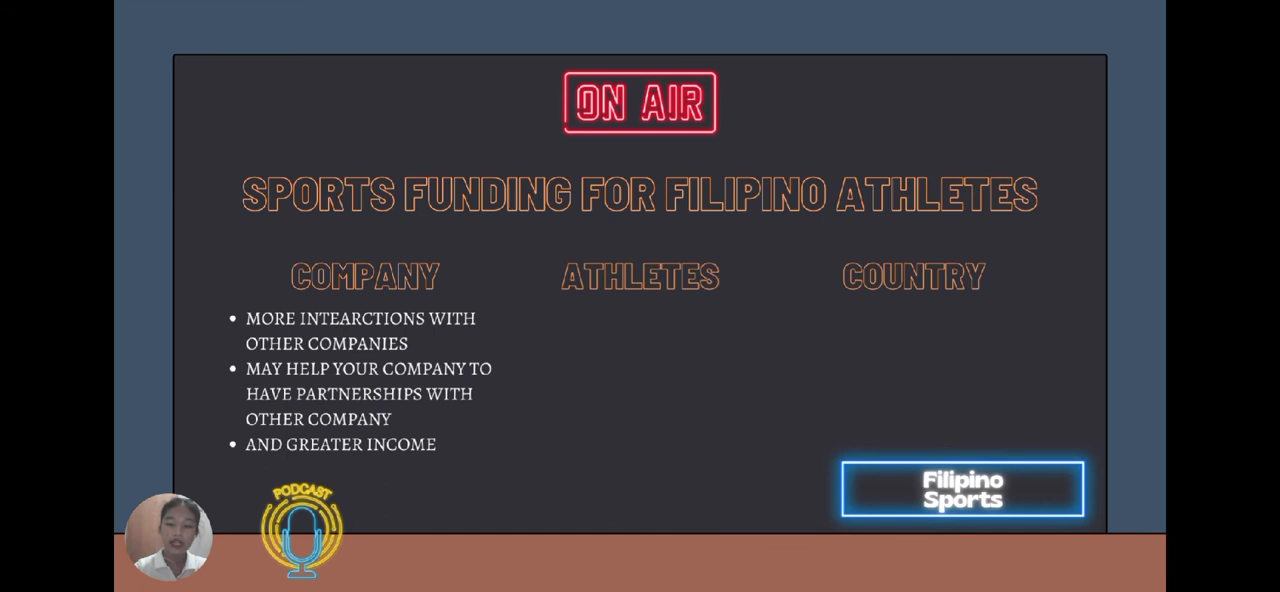 ON AIR
SPORTS FUNDING FOR FILIPINO ATHLETES
COMPANY
ATHLETES
COUNTRY
• MORE INTEARCTIONS WITH
OTHER COMPANIES
• MAY HELP YOUR COMPANY TO
HAVE PARTNERSHIPS WITH
OTHER COMPANY
• AND GREATER INCOME
PODCAST
Filipino
Sports